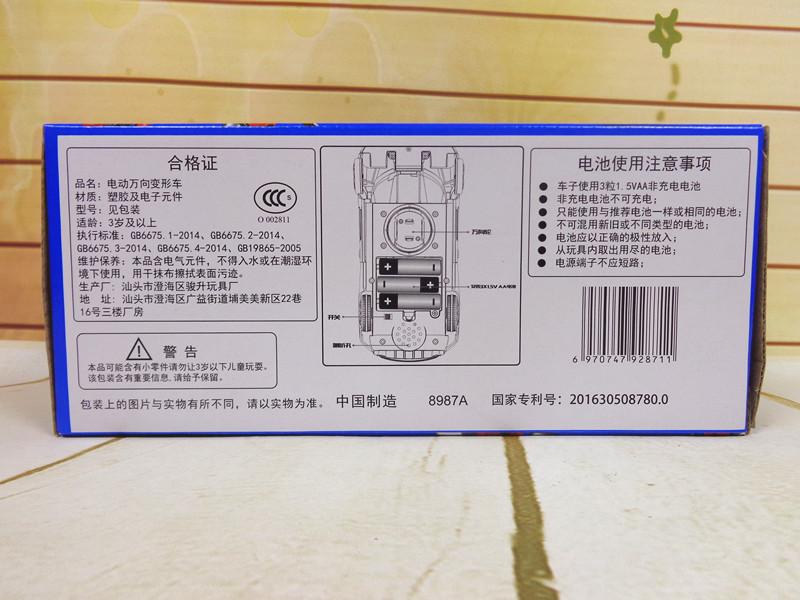 合格证
品名：电动万向变形车
材质：塑胶及电子元件
型号：见包装
适龄：3岁及以上
执行标准：GB6675.1-2014、GB6675.2-2014、
GB6675.3-2014、GB6675.4-2014、GB19865-2005
维护保养：本品含电气元件，不得入水或在潮湿环
境下使用，用干抹布擦拭表面污迹。
生产厂：汕头市澄海区骏升玩具厂
地 址：汕头市澄海区广益街道埔美美新区22巷
16号三楼厂房
CCC S
O 002811
警 告
本品可能含有小零件请勿让3岁以下儿童玩耍。
该包装含有重要信息，请给予保留。
万向轮
开关
喇叭孔
电池使用注意事项
● 车子使用3粒1.5VAA非充电电池
● 非充电电池不可充电；
● 只能使用与推荐电池一样或相同的电池；
● 不可混用新旧或不同类型的电池；
● 电池应以正确的极性放入；
● 从玩具内取出用尽的电池；
● 电源端子不应短路；
6 970747 928711
包装上的图片与实物有所不同，请以实物为准。 中国制造 8987A 国家专利号：201630508780.0